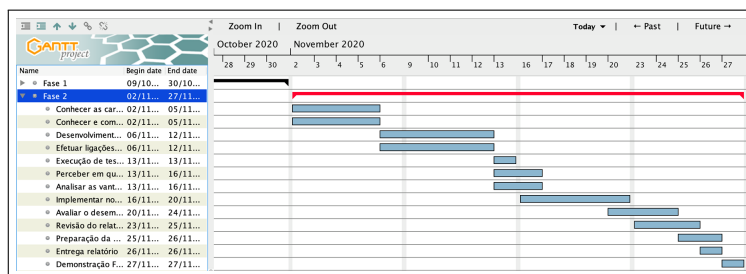 Zoom In | Zoom Out Today ▾ | ← Past | Future →
GANTT project
October 2020 November 2020
28 29 30 2 3 4 5 6 9 10 11 12 13 16 17 18 19 20 23 24 25 26 27
Name Begin date End date
Fase 1 09/10... 30/10...
Fase 2 02/11... 27/11...
Conhecer as car... 02/11... 05/11...
Conhecer e com... 02/11... 05/11...
Desenvolviment... 06/11... 12/11...
Efetuar ligações... 06/11... 12/11...
Execução de tes... 13/11... 13/11...
Perceber em qu... 13/11... 16/11...
Analisar as vant... 13/11... 16/11...
Implementar no... 16/11... 20/11...
Avaliar o desem... 20/11... 24/11...
Revisão do relat... 23/11... 25/11...
Preparação da ... 25/11... 26/11...
Entrega relatório 26/11... 26/11...
Demonstração F... 27/11... 27/11...